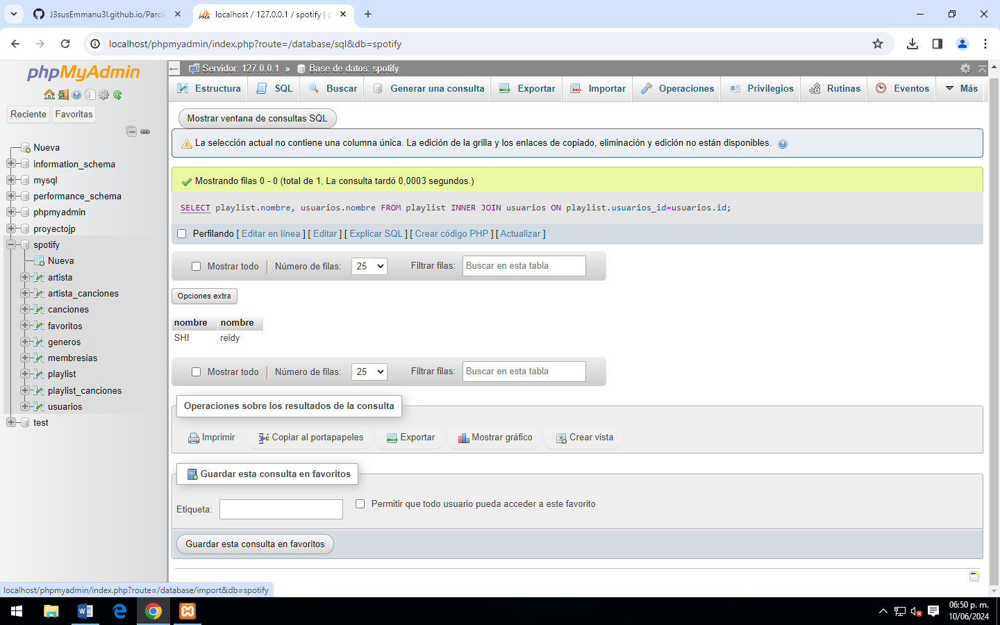 J3susEmmanu3l.github.io/Parcia
localhost / 127.0.0.1 / spotify | p
localhost/phpmyadmin/index.php?route=/database/sql&db=spotify
phpMyAdmin
Reciente
Favoritas
Nueva
information_schema
mysql
performance_schema
phpmyadmin
proyectojp
spotify
Nueva
artista
artista_canciones
canciones
favoritos
generos
membresias
playlist
playlist_canciones
usuarios
test
Servidor: 127.0.0.1 » Base de datos: spotify
Estructura SQL Buscar Generar una consulta Exportar Importar Operaciones Privilegios Rutinas Eventos Más
Mostrar ventana de consultas SQL
La selección actual no contiene una columna única. La edición de la grilla y los enlaces de copiado, eliminación y edición no están disponibles.
Mostrando filas 0 - 0 (total de 1, La consulta tardó 0,0003 segundos.)
SELECT playlist.nombre, usuarios.nombre FROM playlist INNER JOIN usuarios ON playlist.usuarios_id=usuarios.id;
Perfilando [ Editar en línea ] [ Editar ] [ Explicar SQL ] [ Crear código PHP ] [ Actualizar ]
Mostrar todo Número de filas: 25 Filtrar filas: Buscar en esta tabla
Opciones extra
nombre nombre
SHI reidy
Mostrar todo Número de filas: 25 Filtrar filas: Buscar en esta tabla
Operaciones sobre los resultados de la consulta
Imprimir Copiar al portapapeles Exportar Mostrar gráfico Crear vista
Guardar esta consulta en favoritos
Etiqueta: Permitir que todo usuario pueda acceder a este favorito
Guardar esta consulta en favoritos
localhost/phpmyadmin/index.php?route=/database/import&db=spotify
06:50 p. m.
10/06/2024